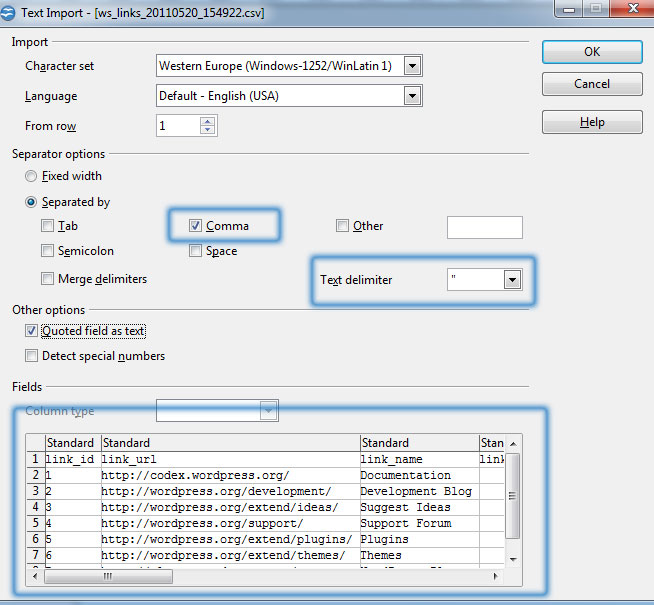 Text Import - [ws_links_20110520_154922.csv]
Import
Character set Western Europe (Windows-1252/WinLatin 1)
Language Default - English (USA)
From row 1
OK
Cancel
Help
Separator options
Fixed width
Separated by
Tab Comma Other
Semicolon Space
Merge delimiters Text delimiter "
Other options
Quoted field as text
Detect special numbers
Fields
Column type
Standard Standard Standard Stan
1 link_id link_url link_name link
2 1 http://codex.wordpress.org/ Documentation
3 2 http://wordpress.org/development/ Development Blog
4 3 http://wordpress.org/extend/ideas/ Suggest Ideas
5 4 http://wordpress.org/support/ Support Forum
6 5 http://wordpress.org/extend/plugins/ Plugins
7 6 http://wordpress.org/extend/themes/ Themes